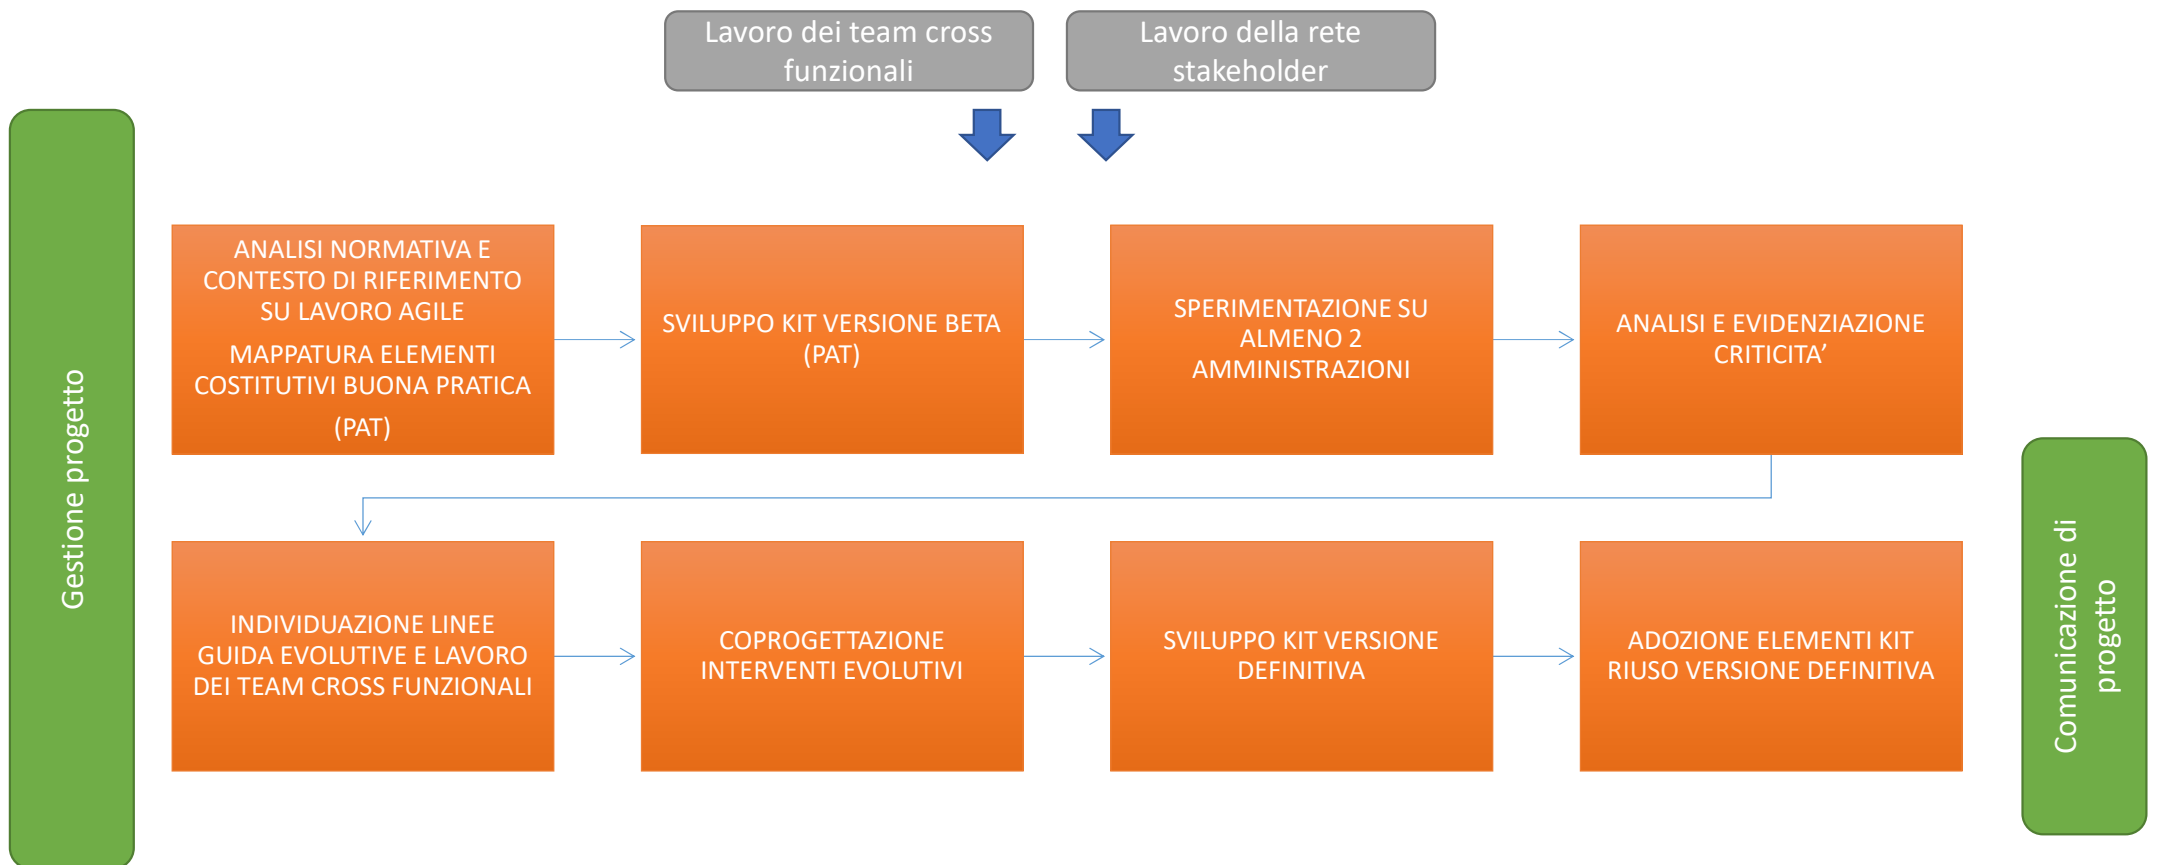 Lavoro dei team cross
funzionali
Lavoro della rete
stakeholder
Gestione progetto
ANALISI NORMATIVA E
CONTESTO DI RIFERIMENTO
SU LAVORO AGILE
MAPPATURA ELEMENTI
COSTITUTIVI BUONA PRATICA
(PAT)
SVILUPPO KIT VERSIONE BETA
(PAT)
SPERIMENTAZIONE SU
ALMENO 2
AMMINISTRAZIONI
ANALISI E EVIDENZIAZIONE
CRITICITA’
INDIVIDUAZIONE LINEE
GUIDA EVOLUTIVE E LAVORO
DEI TEAM CROSS FUNZIONALI
COPROGETTAZIONE
INTERVENTI EVOLUTIVI
SVILUPPO KIT VERSIONE
DEFINITIVA
ADOZIONE ELEMENTI KIT
RIUSO VERSIONE DEFINITIVA
Comunicazione di
progetto